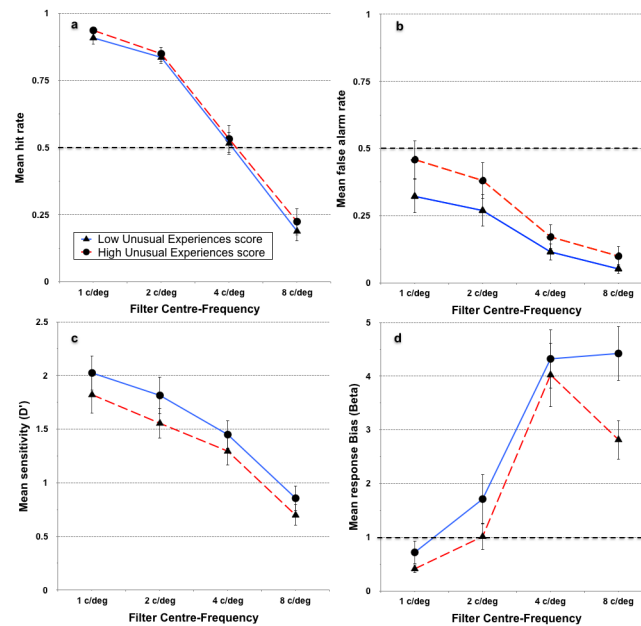 a
Mean hit rate
1
0.75
0.5
0.25
0
Low Unusual Experiences score
High Unusual Experiences score
1 c/deg 2 c/deg 4 c/deg 8 c/deg
Filter Centre-Frequency
b
Mean false alarm rate
1
0.75
0.5
0.25
0
1 c/deg 2 c/deg 4 c/deg 8 c/deg
Filter Centre-Frequency
c
Mean sensitivity (D')
2.5
2
1.5
1
0.5
0
1 c/deg 2 c/deg 4 c/deg 8 c/deg
Filter Centre-Frequency
d
Mean response Bias (Beta)
5
4
3
2
1
0
1 c/deg 2 c/deg 4 c/deg 8 c/deg
Filter Centre-Frequency